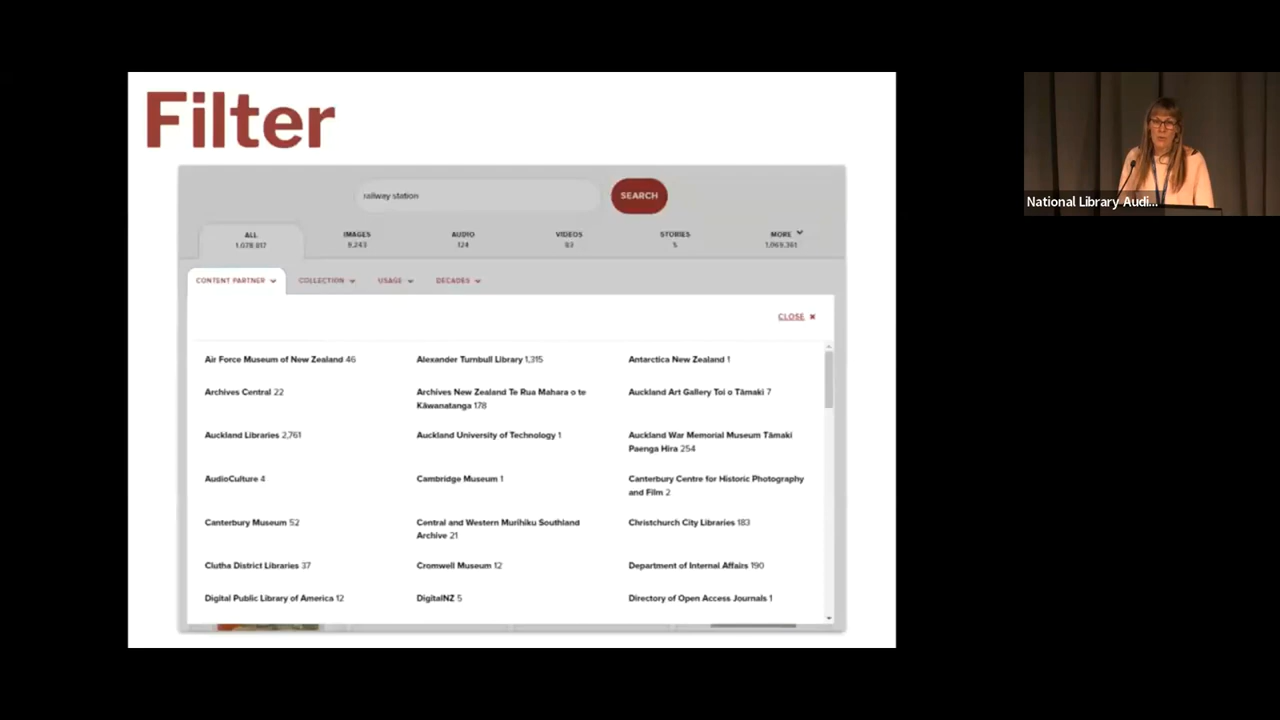 Filter
railway station
SEARCH
ALL
1,078,817
IMAGES
9,243
AUDIO
124
VIDEOS
83
STORIES
5
MORE
1,069,361
CONTENT PARTNER
COLLECTION
USAGE
DECADES
CLOSE ✖
Air Force Museum of New Zealand 46
Alexander Turnbull Library 1,315
Antarctica New Zealand 1
Archives Central 22
Archives New Zealand Te Rua Mahara o te
Kāwanatanga 178
Auckland Art Gallery Toi o Tāmaki 7
Auckland Libraries 2,761
Auckland University of Technology 1
Auckland War Memorial Museum Tāmaki
Paenga Hira 254
AudioCulture 4
Cambridge Museum 1
Canterbury Centre for Historic Photography
and Film 2
Canterbury Museum 52
Central and Western Murihiku Southland
Archive 21
Christchurch City Libraries 183
Clutha District Libraries 37
Cromwell Museum 12
Department of Internal Affairs 190
Digital Public Library of America 12
DigitalNZ 5
Directory of Open Access Journals 1
National Library Audi...